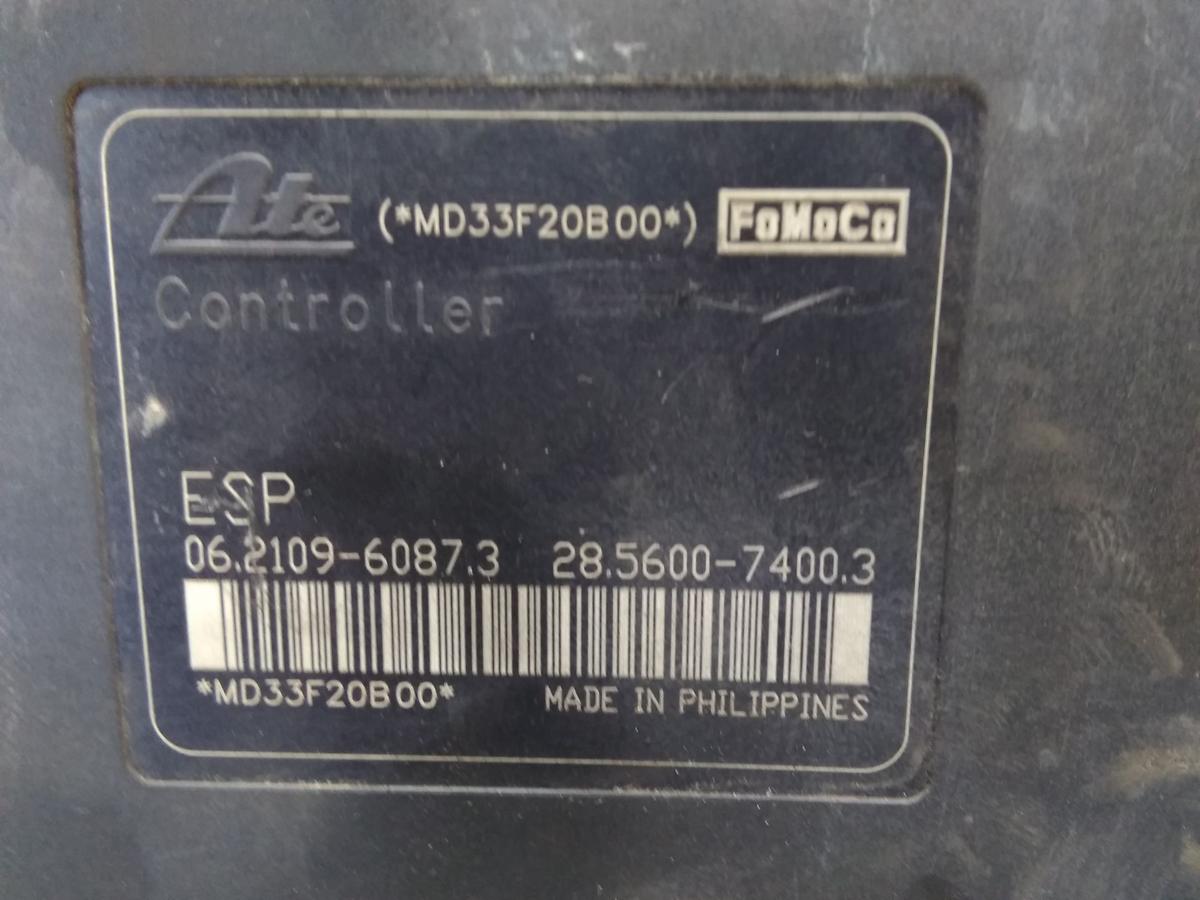 Ate (*MD33F20B00*) FoMoCo
Controller
ESP
06.2109-6087.3 28.5600-7400.3
*MD33F20B00* MADE IN PHILIPPINES